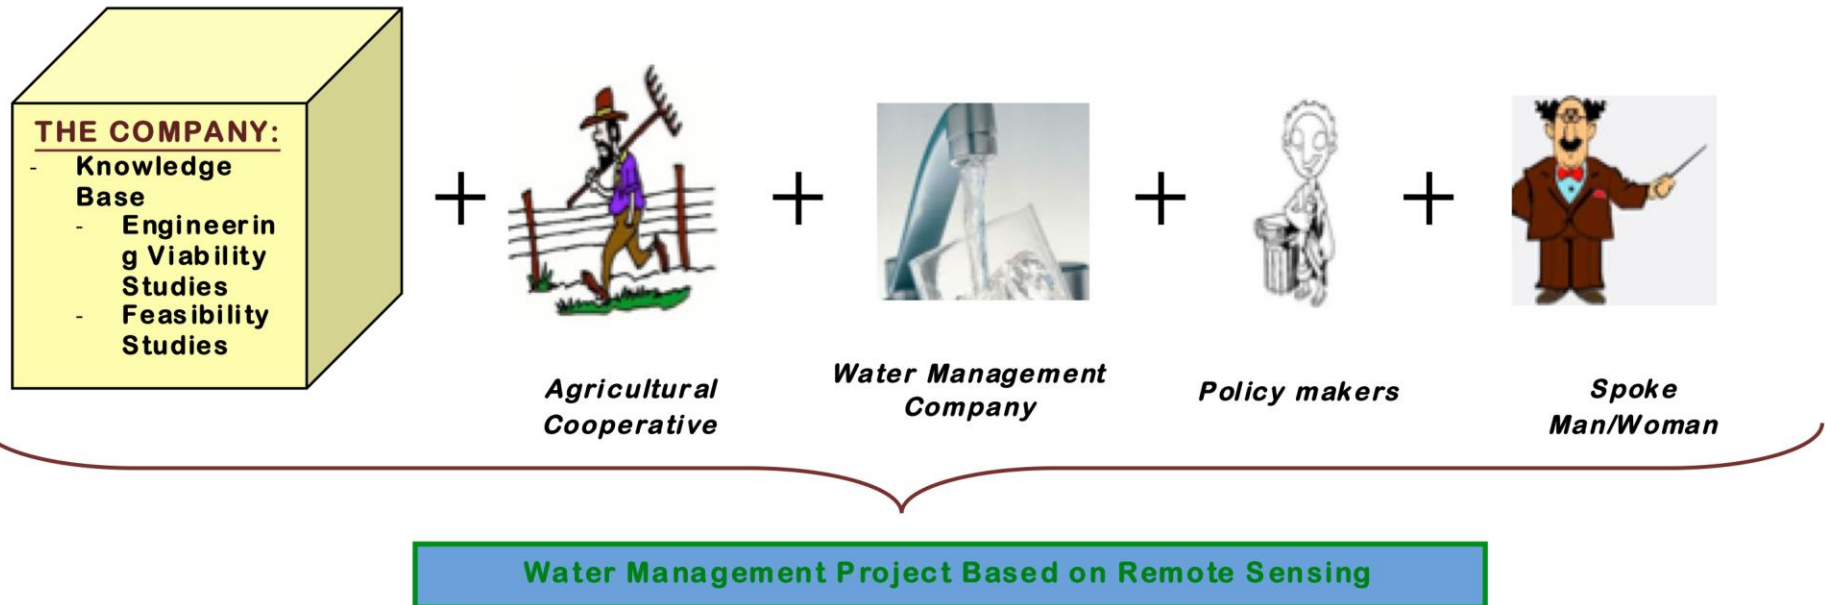 THE COMPANY:
- Knowledge
Base
- Engineerin
g Viability
Studies
- Feasibility
Studies
+ + + +
Agricultural
Cooperative
Water Management
Company
Policy makers
Spoke
Man/Woman
Water Management Project Based on Remote Sensing